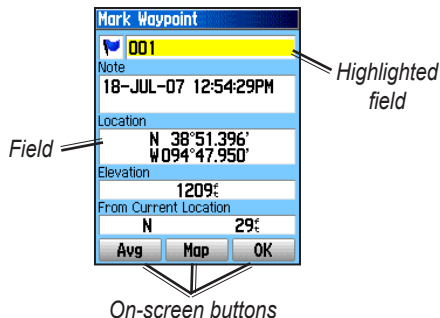 Mark Waypoint
001
Note
18-JUL-07 12:54:29PM
Location
N 38°51.396'
W094°47.950'
Elevation
1209ft
From Current Location
N 29ft
Avg Map OK
Highlighted
field
Field
On-screen buttons